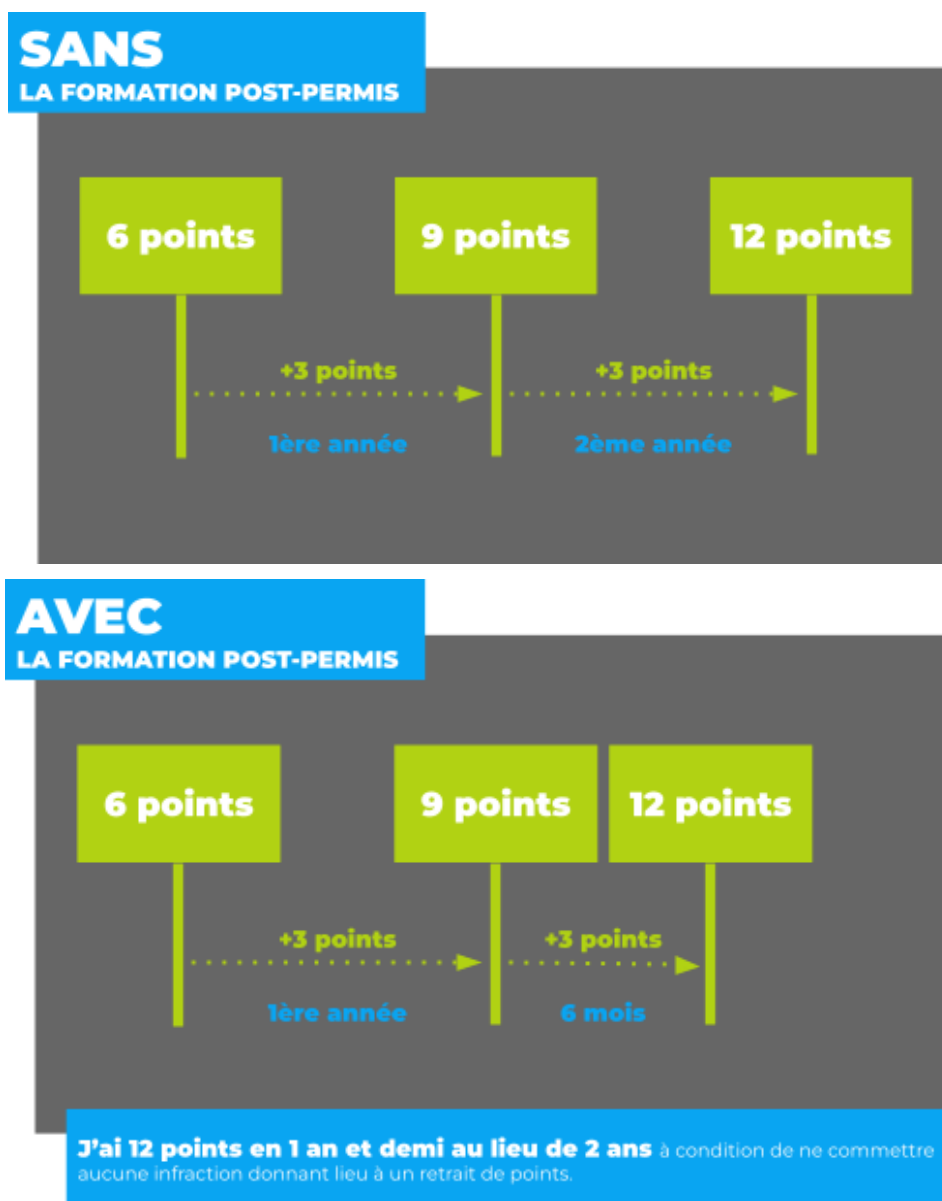 SANS
LA FORMATION POST-PERMIS
6 points
9 points
12 points
+3 points
+3 points
1ère année
2ème année
AVEC
LA FORMATION POST-PERMIS
6 points
9 points
12 points
+3 points
+3 points
1ère année
6 mois
J'ai 12 points en 1 an et demi au lieu de 2 ans à condition de ne commettre
aucune infraction donnant lieu à un retrait de points.